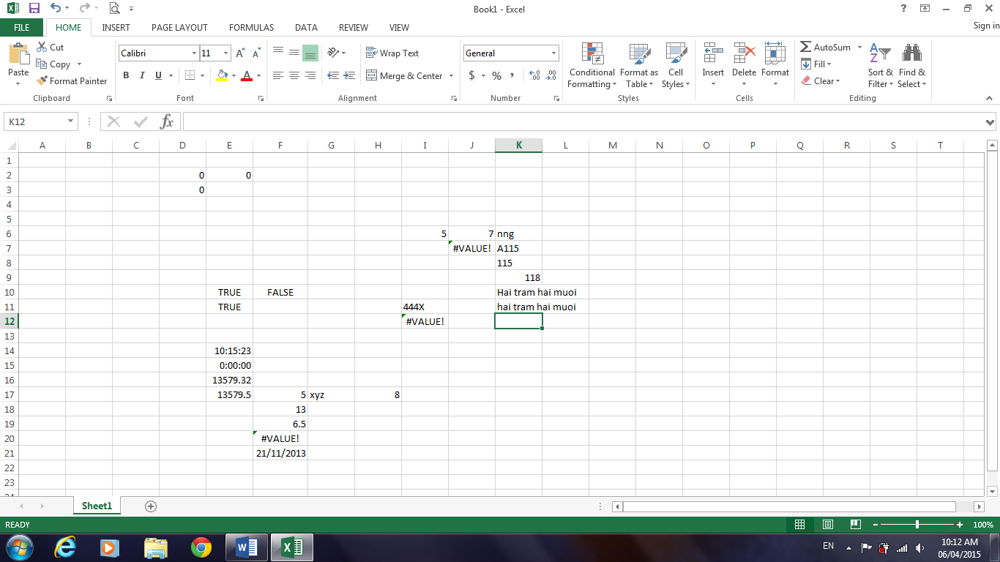 Book1 - Excel
Sign in
FILE HOME INSERT PAGE LAYOUT FORMULAS DATA REVIEW VIEW
Paste
Cut
Copy
Format Painter
Clipboard
Calibri 11
B I U
Font
Wrap Text
Merge & Center
Alignment
General
$ % ,
Number
Conditional Formatting
Format as Table
Cell Styles
Styles
Insert
Delete
Format
Cells
AutoSum
Fill
Clear
Sort & Filter
Find & Select
Editing
K12
fx
A B C D E F G H I J K L M N O P Q R S T
1
2 0 0
3 0
4
5
6 5 7 nng
7 #VALUE! A115
8 115
9 118
10 TRUE FALSE Hai tram hai muoi
11 TRUE 444X hai tram hai muoi
12 #VALUE!
13
14 10:15:23
15 0:00:00
16 13579.32
17 13579.5 5 xyz 8
18 13
19 6.5
20 #VALUE!
21 21/11/2013
22
23
24
Sheet1
READY
100%
EN
10:12 AM
06/04/2015